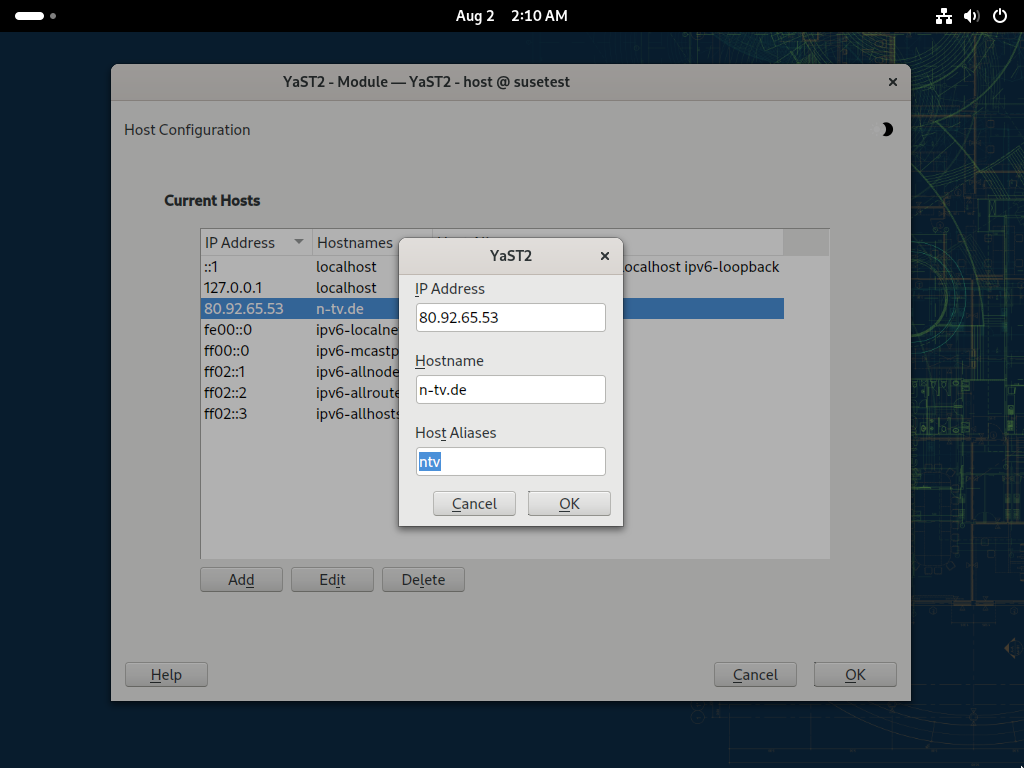 Aug 2 2:10 AM
YaST2 - Module — YaST2 - host @ susetest
Host Configuration
Current Hosts
IP Address Hostnames
::1 localhost localhost ipv6-loopback
127.0.0.1 localhost
80.92.65.53 n-tv.de
fe00::0 ipv6-localne
ff00::0 ipv6-mcastp
ff02::1 ipv6-allnode
ff02::2 ipv6-allroute
ff02::3 ipv6-allhosts
YaST2
IP Address
80.92.65.53
Hostname
n-tv.de
Host Aliases
ntv
Cancel OK
Add Edit Delete
Help Cancel OK